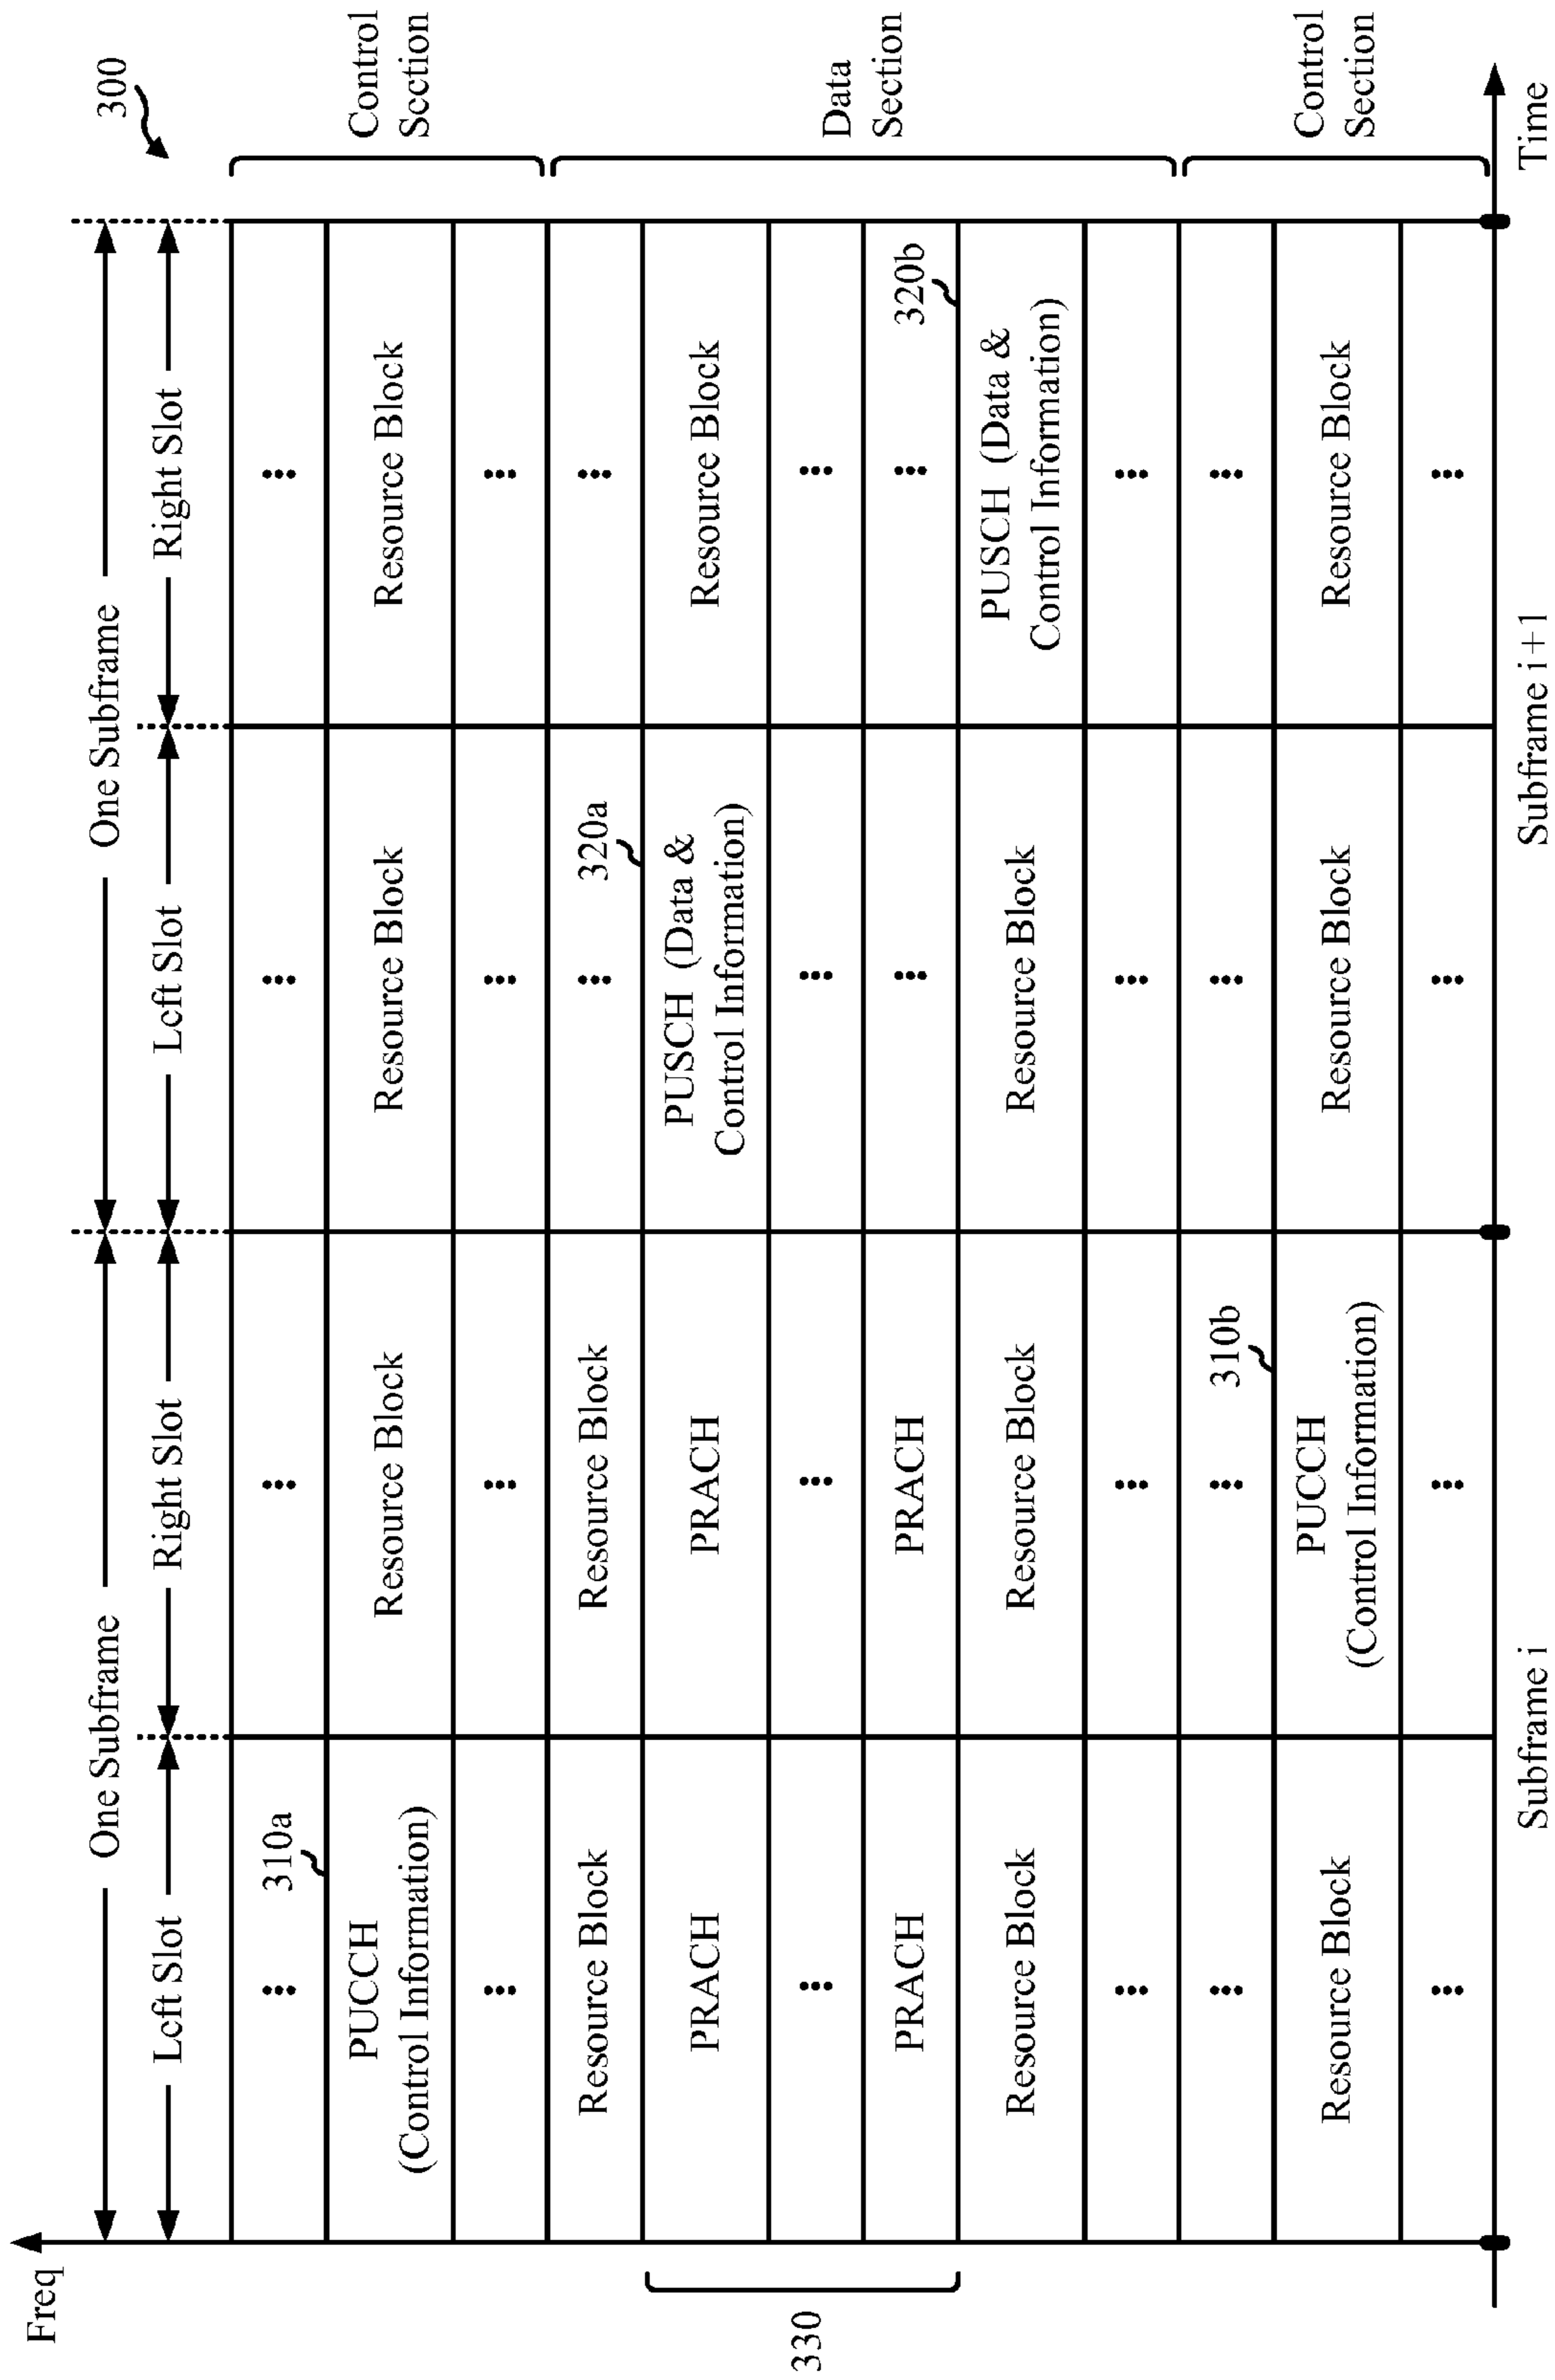 Freq
300
One Subframe
One Subframe
Left Slot
Right Slot
Left Slot
Right Slot
310a
PUCCH
(Control Information)
Resource Block
Resource Block
Resource Block
Control
Section
Resource Block
Resource Block
320a
PRACH
PRACH
PUSCH (Data &
Control Information)
Resource Block
330
Data
Section
PRACH
PRACH
320b
Resource Block
Resource Block
Resource Block
PUSCH (Data &
Control Information)
310b
Resource Block
PUCCH
(Control Information)
Resource Block
Resource Block
Control
Section
Subframe i
Subframe i+1
Time